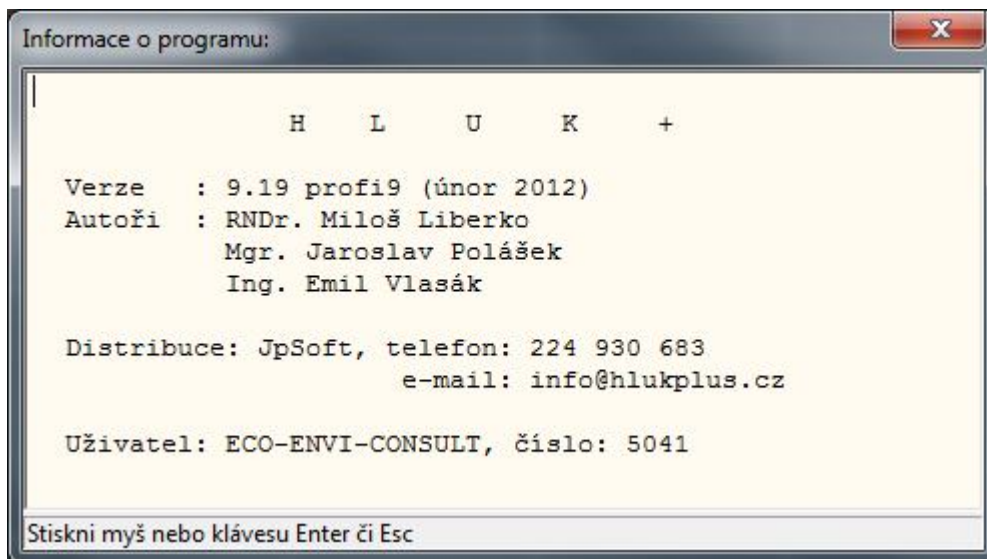 Informace o programu:
H L U K +
Verze : 9.19 profi9 (únor 2012)
Autoři : RNDr. Miloš Liberko
Mgr. Jaroslav Polášek
Ing. Emil Vlasák
Distribuce: JpSoft, telefon: 224 930 683
e-mail: info@hlukplus.cz
Uživatel: ECO-ENVI-CONSULT, číslo: 5041
Stiskni myš nebo klávesu Enter či Esc